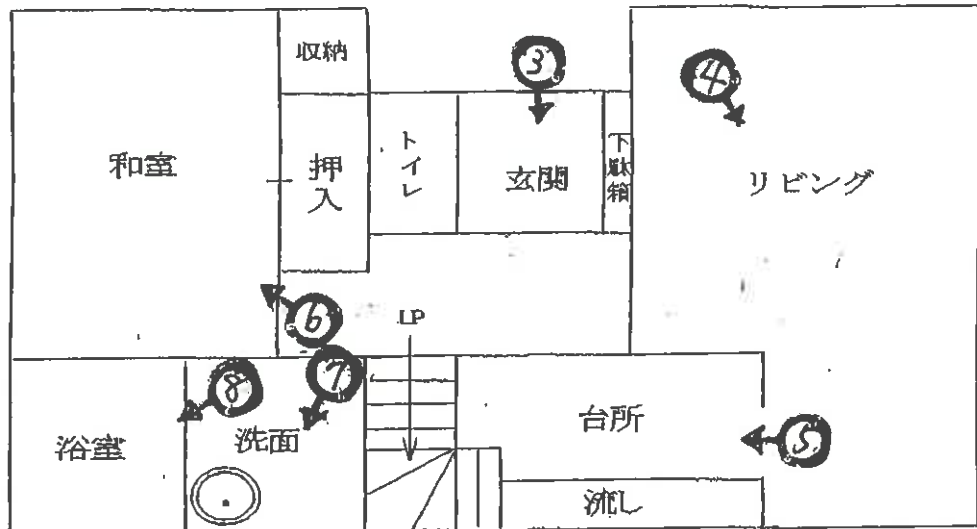 収納
③
④
和室
押入
トイレ
玄関
下駄箱
リビング
⑥
UP
⑧
⑦
浴室
洗面
台所
⑤
流し